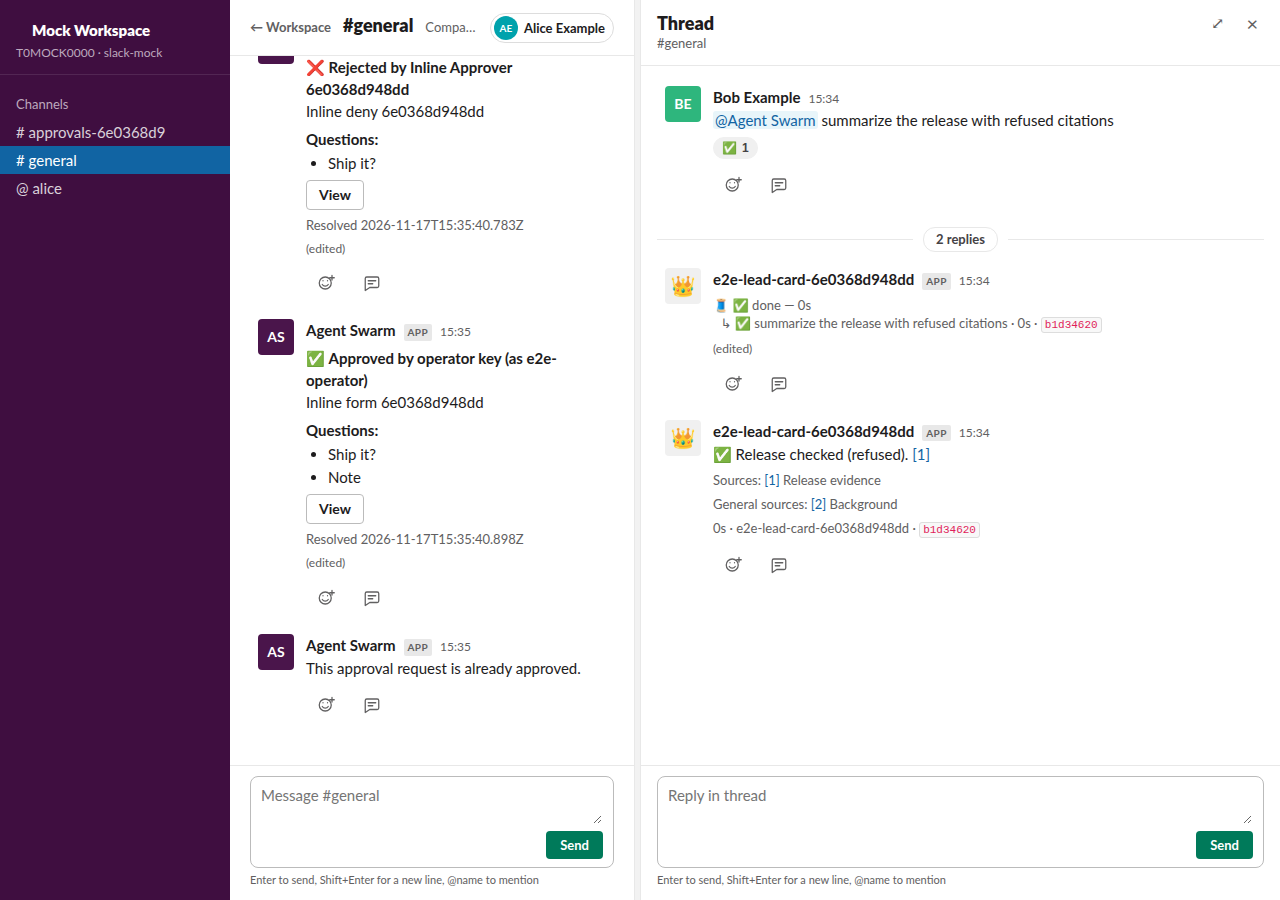 Mock Workspace
T0MOCK0000 · slack-mock
Channels
# approvals-6e0368d9
# general
@ alice
← Workspace #general Compa... AE Alice Example
❌ Rejected by Inline Approver
6e0368d948dd
Inline deny 6e0368d948dd
Questions:
• Ship it?
View
Resolved 2026-11-17T15:35:40.783Z
(edited)
AS Agent Swarm APP 15:35
✅ Approved by operator key (as e2e-
operator)
Inline form 6e0368d948dd
Questions:
• Ship it?
• Note
View
Resolved 2026-11-17T15:35:40.898Z
(edited)
AS Agent Swarm APP 15:35
This approval request is already approved.
Message #general
Send
Enter to send, Shift+Enter for a new line, @name to mention
Thread
#general
BE Bob Example 15:34
@Agent Swarm summarize the release with refused citations
✅ 1
2 replies
e2e-lead-card-6e0368d948dd APP 15:34
🧵 ✅ done — 0s
↳ ✅ summarize the release with refused citations · 0s · b1d34620
(edited)
e2e-lead-card-6e0368d948dd APP 15:34
✅ Release checked (refused). [1]
Sources: [1] Release evidence
General sources: [2] Background
0s · e2e-lead-card-6e0368d948dd · b1d34620
Reply in thread
Send
Enter to send, Shift+Enter for a new line, @name to mention